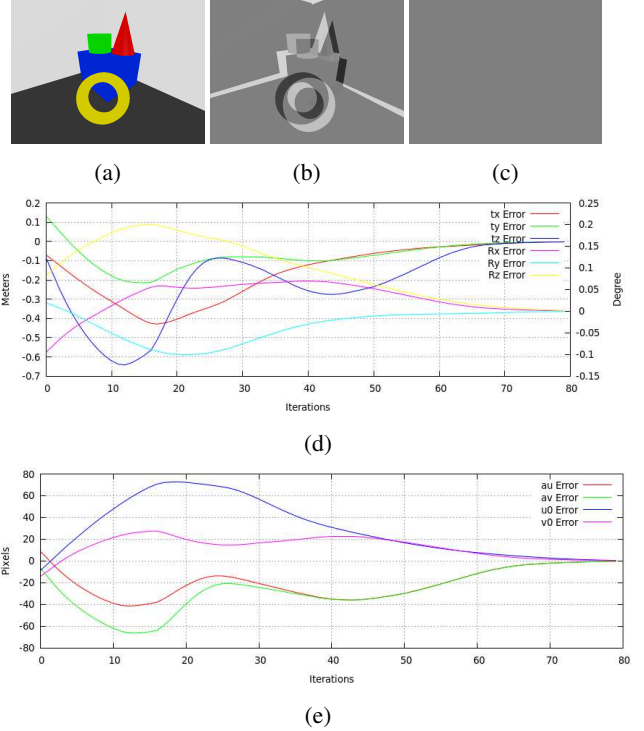 (a) (b) (c)
0.2 0.25
0.1 tx Error 0.2
0 ty Error
-0.1 tz Error 0.15
-0.2 Rx Error 0.1
-0.3 Ry Error 0.05
-0.4 Rz Error 0
-0.5 -0.05
-0.6 -0.1
-0.7 -0.15
Meters
Degree
0 10 20 30 40 50 60 70 80
Iterations
(d)
80
60 au Error
40 av Error
20 u0 Error
0 v0 Error
-20
-40
-60
-80
Pixels
0 10 20 30 40 50 60 70 80
Iterations
(e)